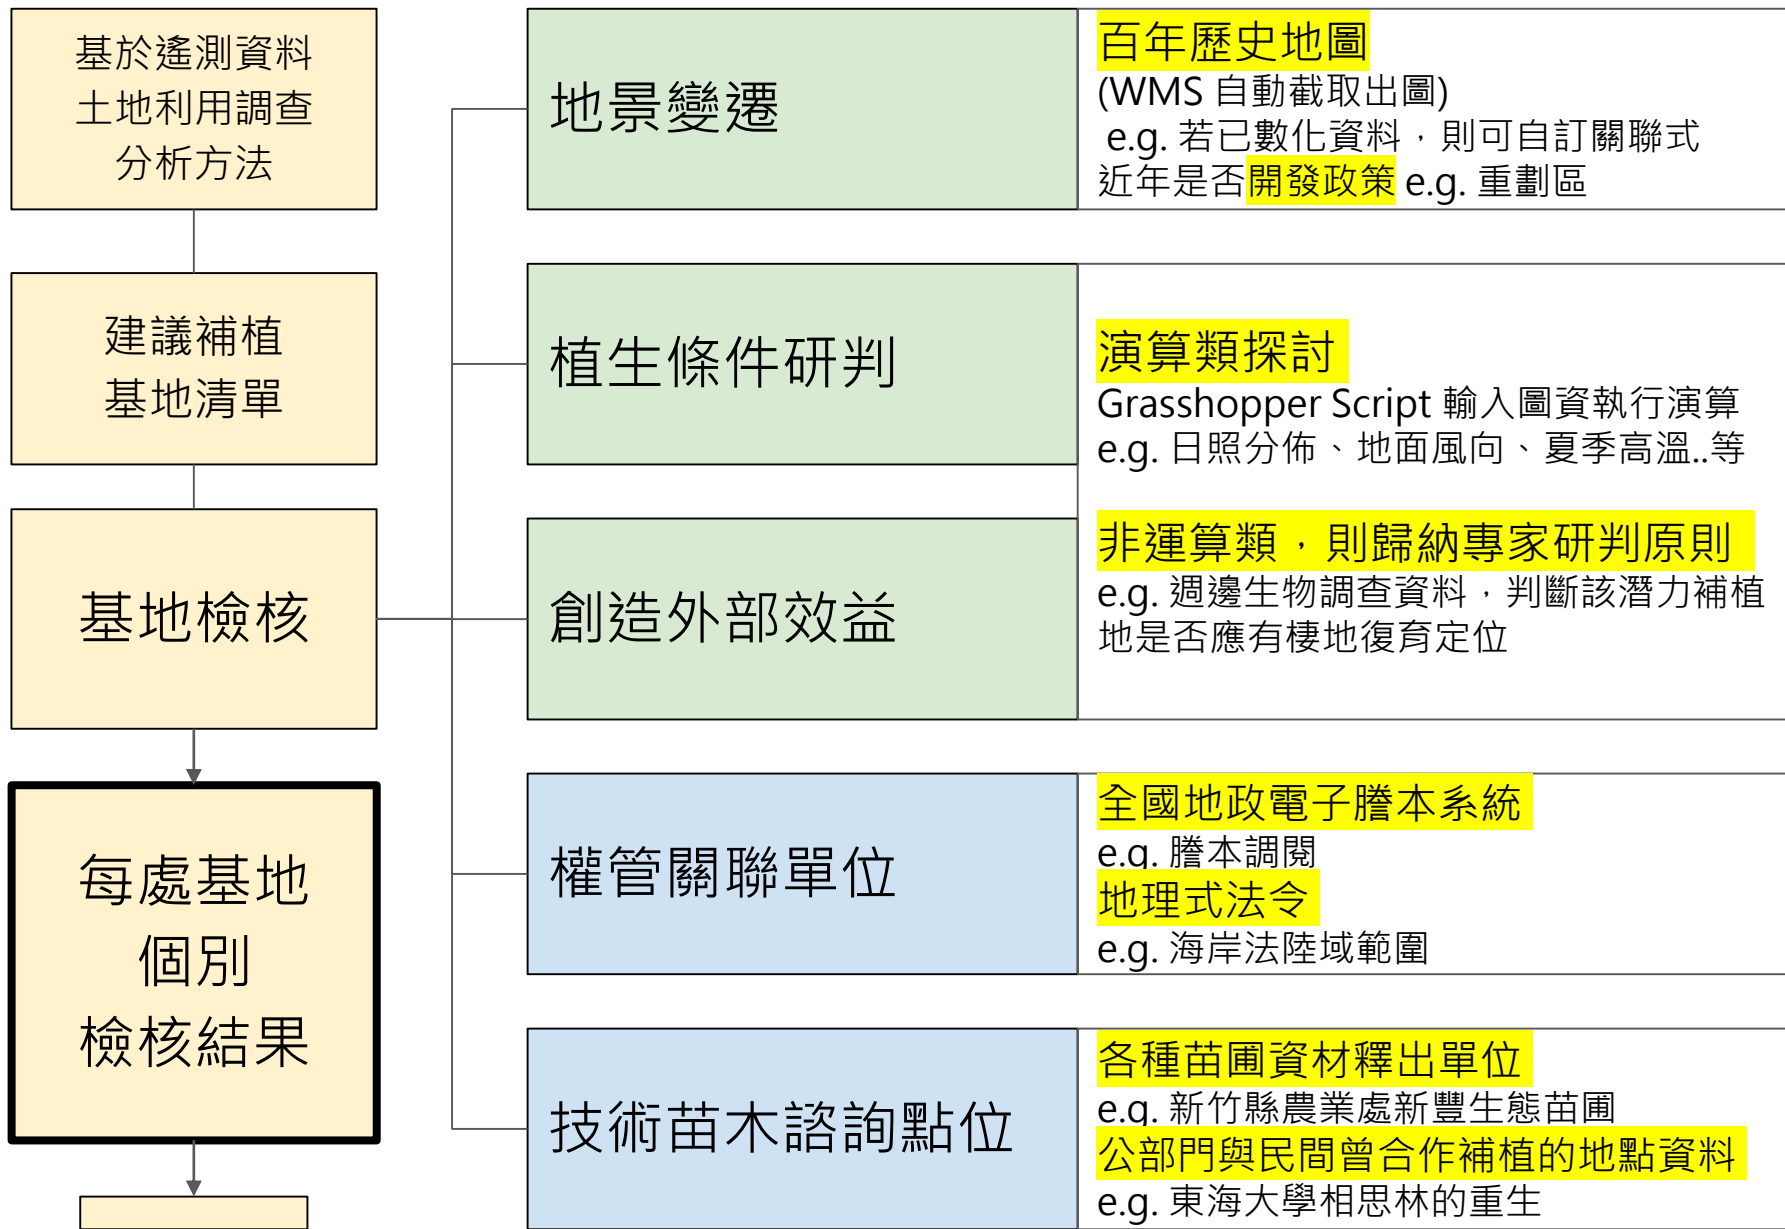 基於遙測資料
土地利用調查
分析方法
建議補植
基地清單
基地檢核
每處基地
個別
檢核結果
地景變遷
百年歷史地圖
(WMS 自動截取出圖)
e.g. 若已數化資料，則可自訂關聯式
近年是否開發政策 e.g. 重劃區
植生條件研判
演算類探討
Grasshopper Script 輸入圖資執行演算
e.g. 日照分佈、地面風向、夏季高溫..等
創造外部效益
非運算類，則歸納專家研判原則
e.g. 週邊生物調查資料，判斷該潛力補植
地是否應有棲地復育定位
權管關聯單位
全國地政電子謄本系統
e.g. 謄本調閱
地理式法令
e.g. 海岸法陸域範圍
技術苗木諮詢點位
各種苗圃資材釋出單位
e.g. 新竹縣農業處新豐生態苗圃
公部門與民間曾合作補植的地點資料
e.g. 東海大學相思林的重生